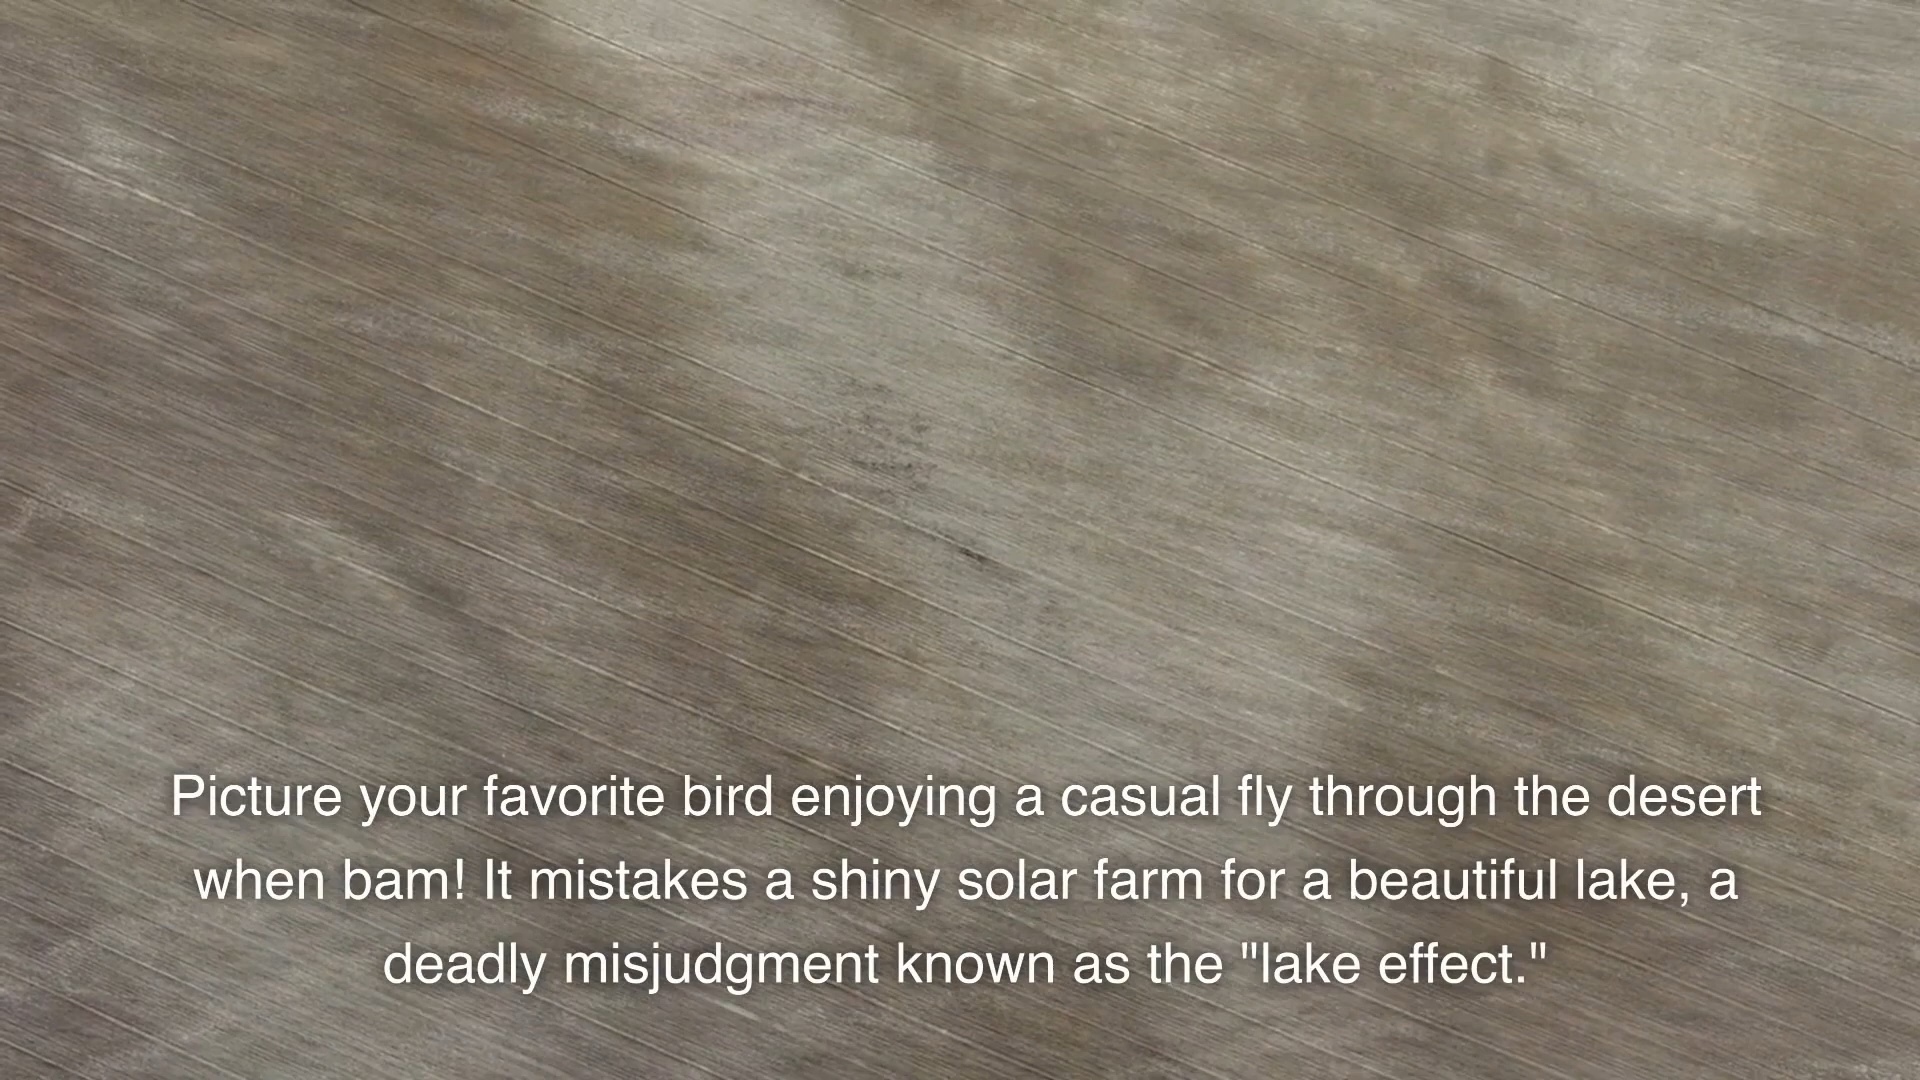 Picture your favorite bird enjoying a casual fly through the desert
when bam! It mistakes a shiny solar farm for a beautiful lake, a
deadly misjudgment known as the "lake effect."